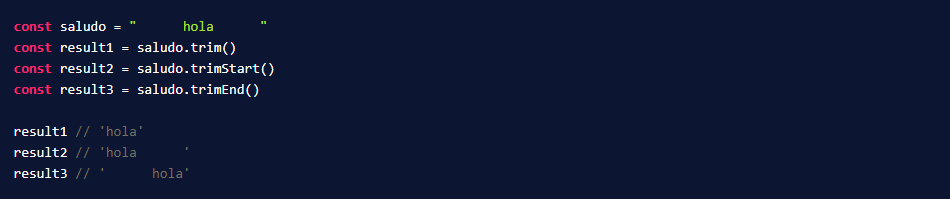 const saludo = "      hola      "
const result1 = saludo.trim()
const result2 = saludo.trimStart()
const result3 = saludo.trimEnd()

result1 // 'hola'
result2 // 'hola      '
result3 // '      hola'